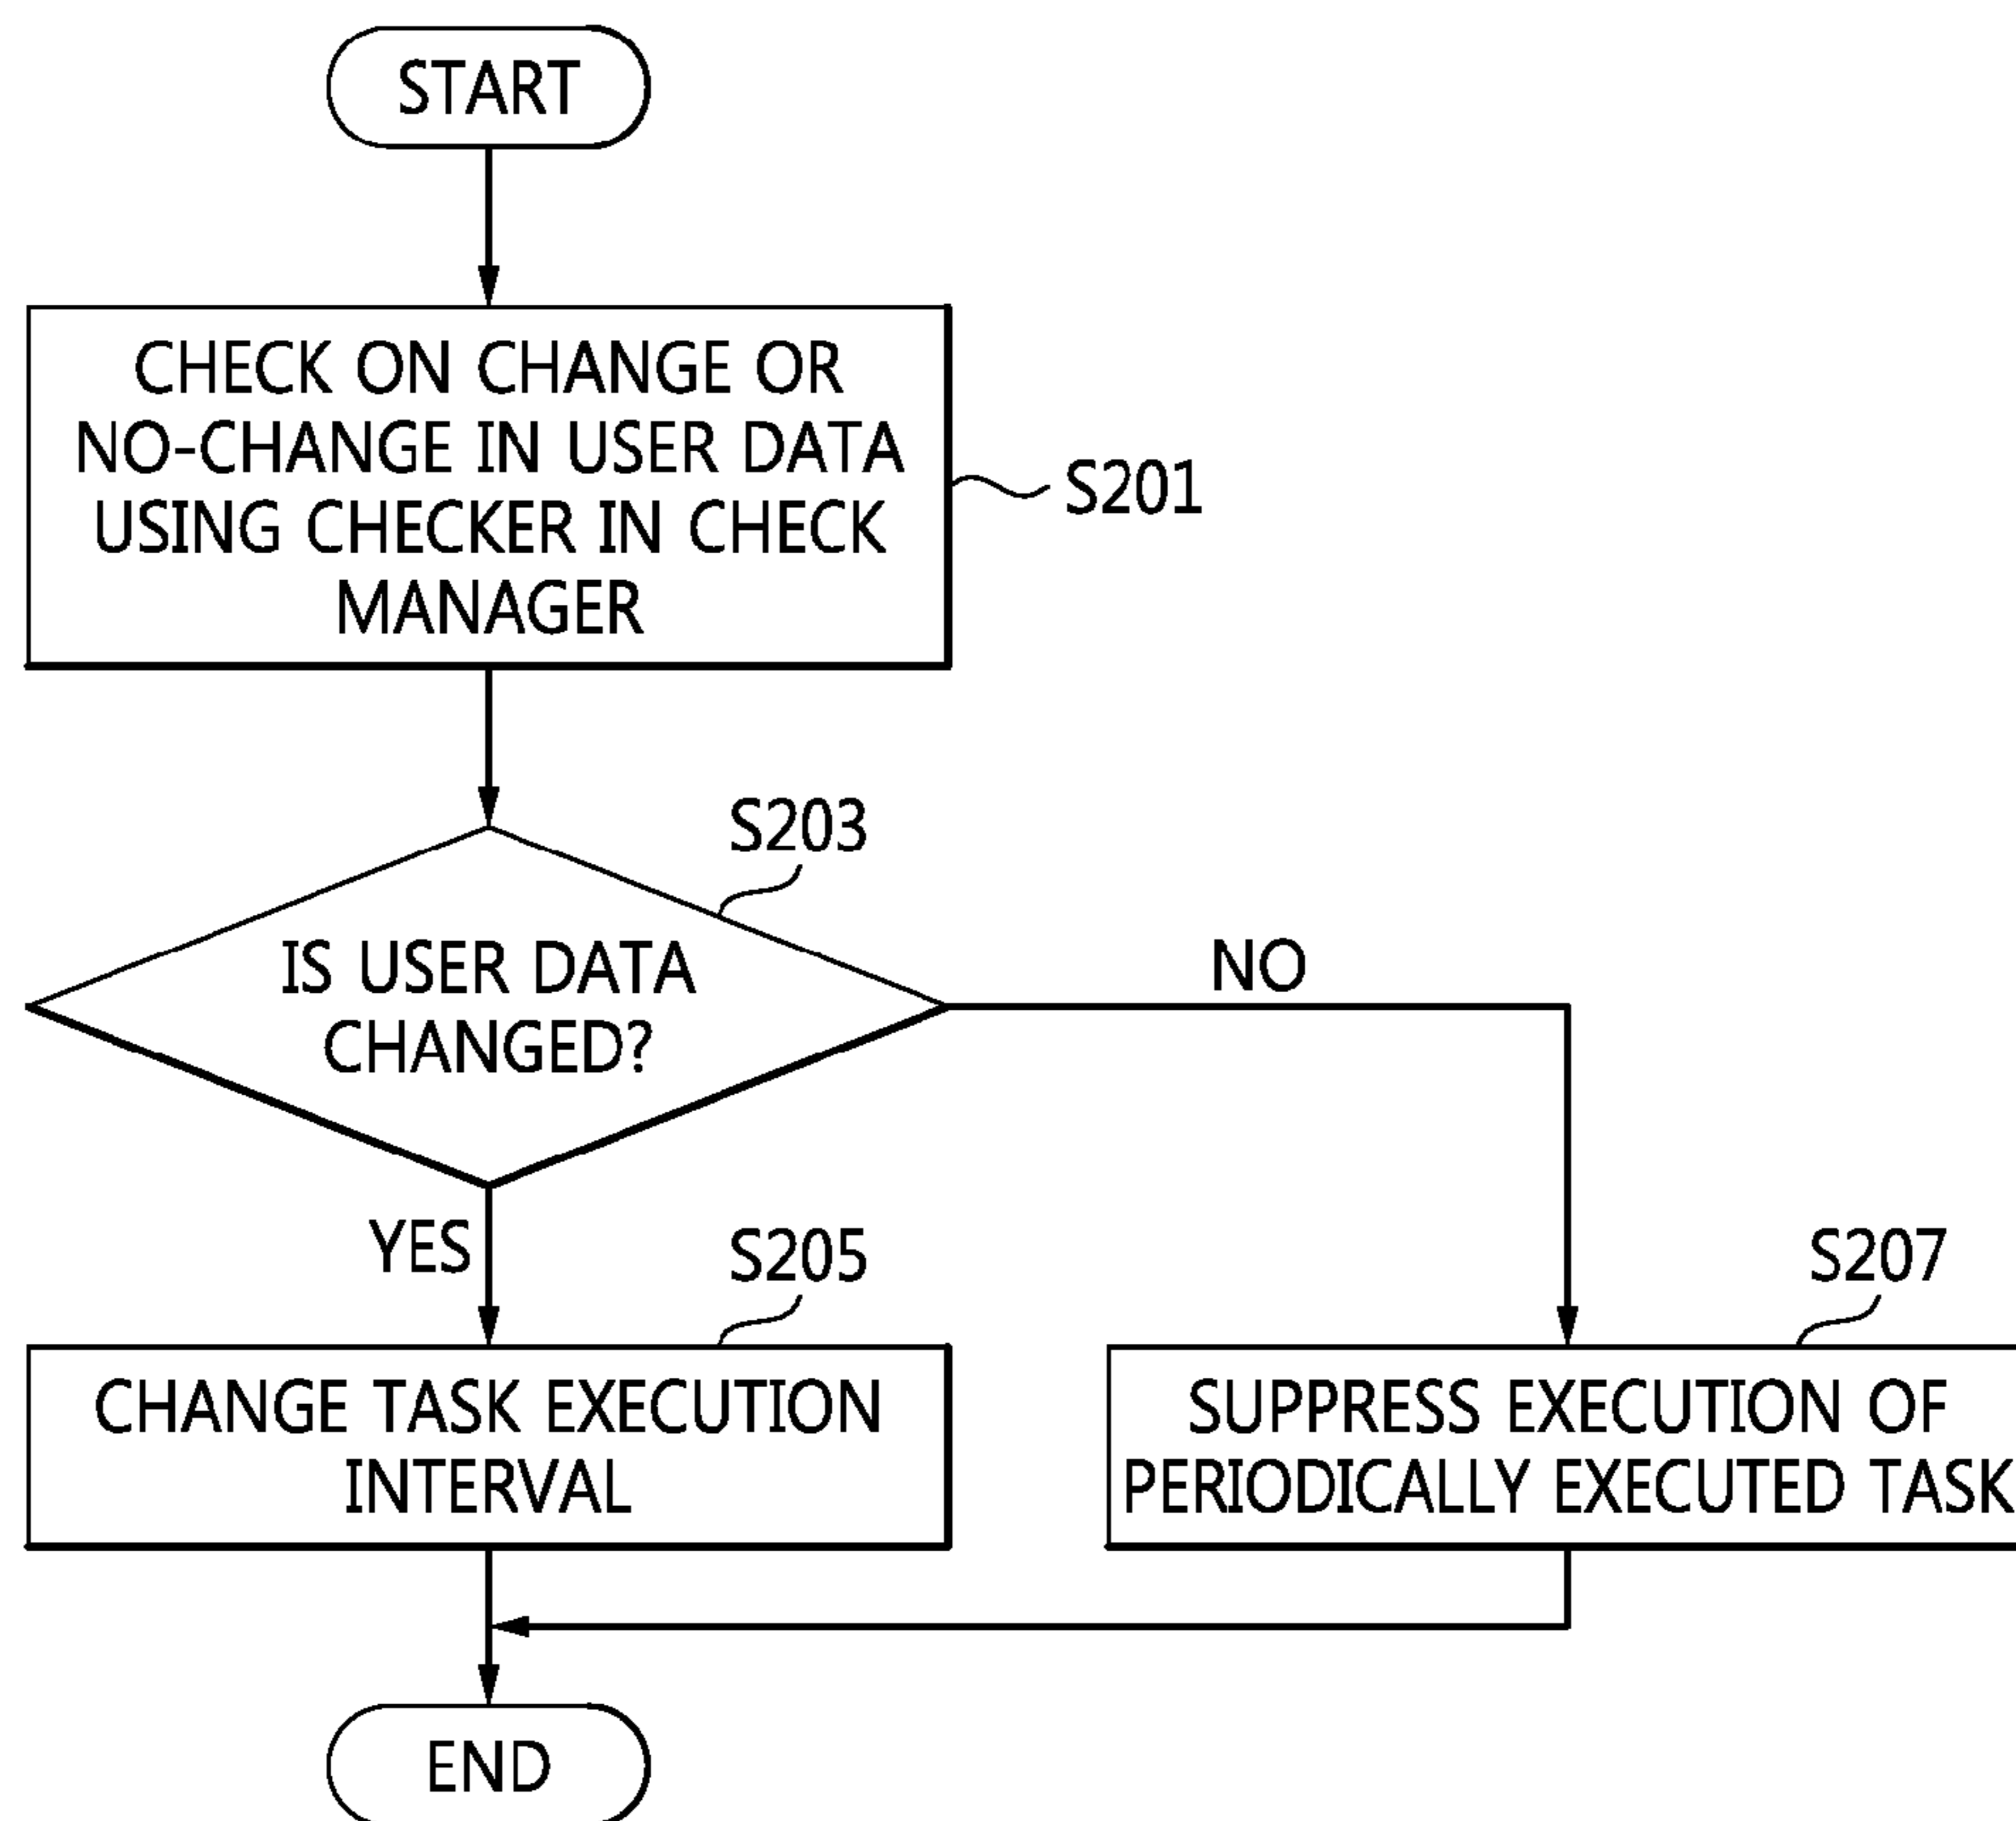 START
CHECK ON CHANGE OR
NO-CHANGE IN USER DATA
USING CHECKER IN CHECK
MANAGER
S201
S203
IS USER DATA
CHANGED?
NO
YES
S205
S207
CHANGE TASK EXECUTION
INTERVAL
SUPPRESS EXECUTION OF
PERIODICALLY EXECUTED TASK
END